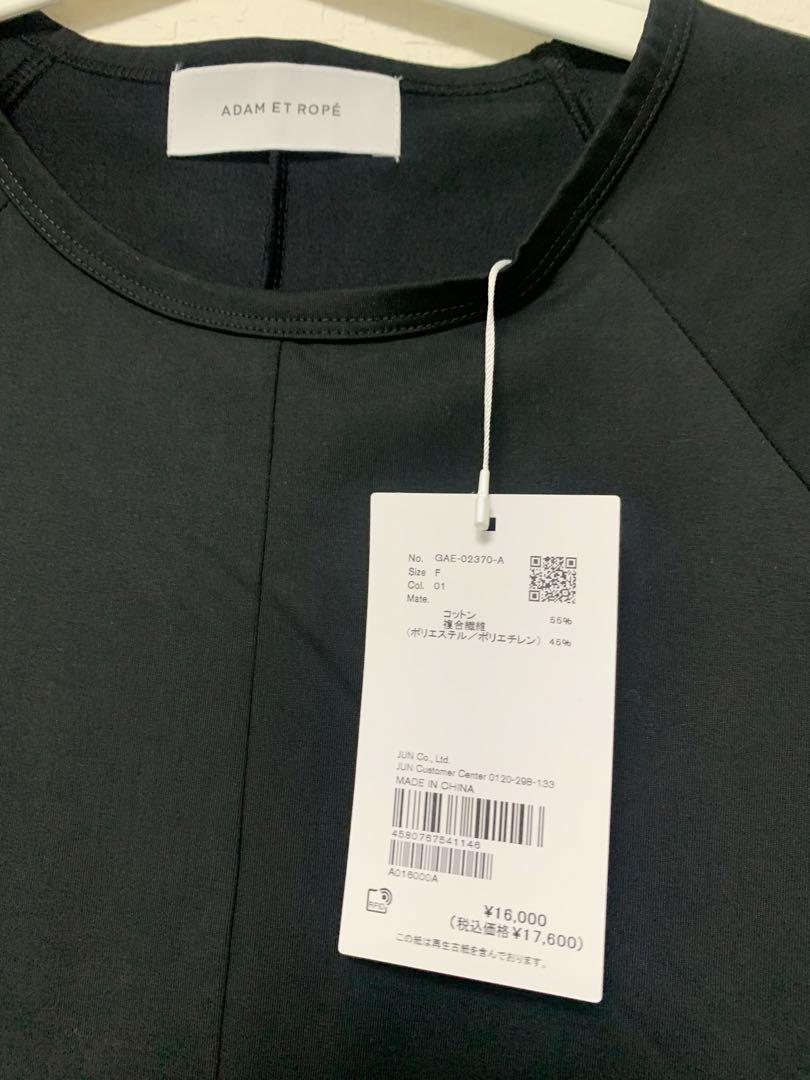 ADAM ET ROPÉ
No. GAE-02370-A
Size F
Col. 01
Mate.
コットン 55%
複合繊維
(ポリエステル/ポリエチレン) 45%
JUN Co., Ltd.
JUN Customer Center 0120-298-133
MADE IN CHINA
4580767541146
A016000A
RFID
¥16,000
(税込価格¥17,600)
この紙は再生古紙を含んでおります。